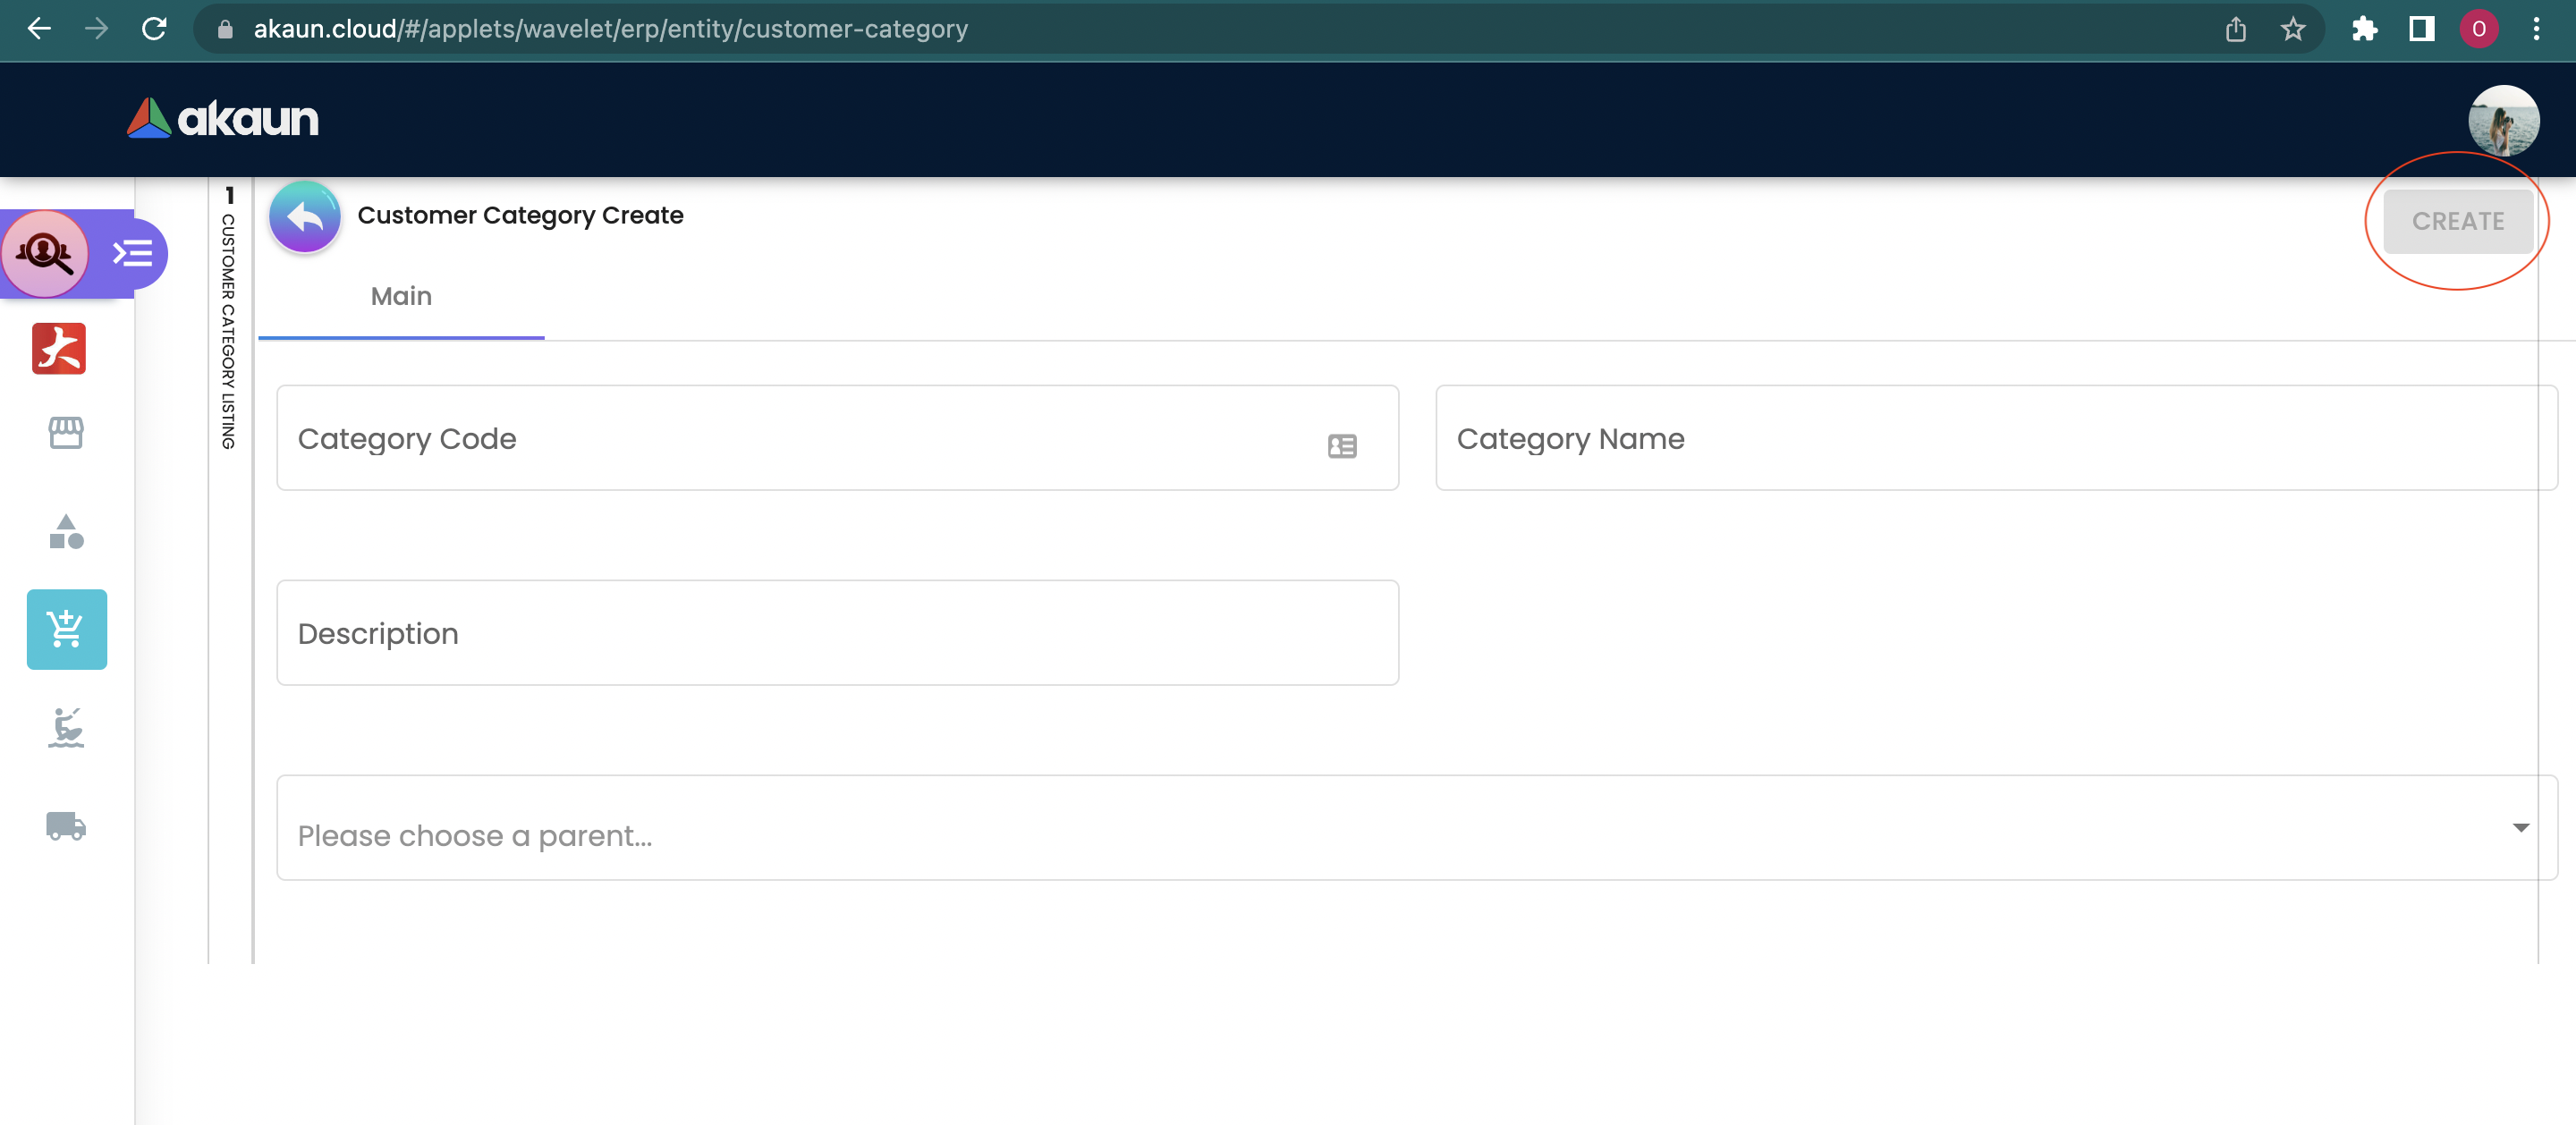 akaun.cloud/#/applets/wavelet/erp/entity/customer-category
O
akaun
1
CUSTOMER CATEGORY LISTING
Customer Category Create
CREATE
Main
Category Code
Category Name
Description
Please choose a parent...